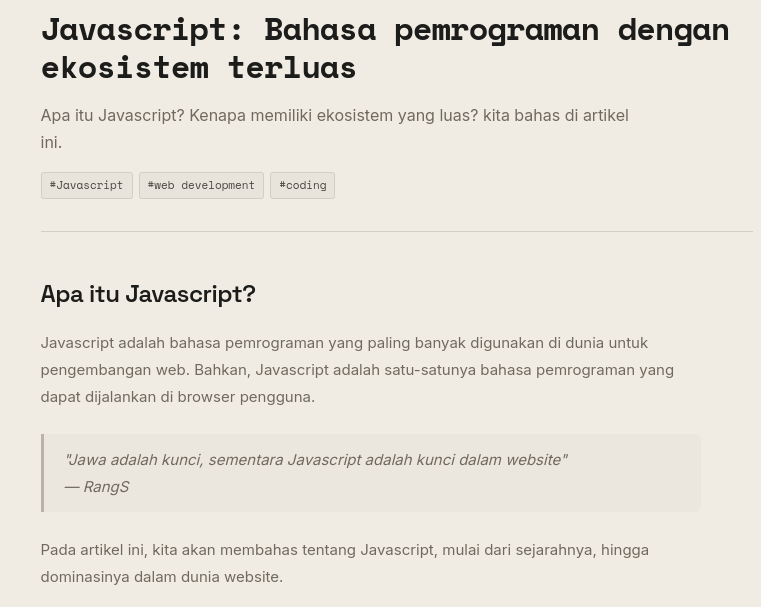 Javascript: Bahasa pemrograman dengan
ekosistem terluas
Apa itu Javascript? Kenapa memiliki ekosistem yang luas? kita bahas di artikel
ini.
#Javascript #web development #coding
Apa itu Javascript?
Javascript adalah bahasa pemrograman yang paling banyak digunakan di dunia untuk
pengembangan web. Bahkan, Javascript adalah satu-satunya bahasa pemrograman yang
dapat dijalankan di browser pengguna.
"Jawa adalah kunci, sementara Javascript adalah kunci dalam website"
— RangS
Pada artikel ini, kita akan membahas tentang Javascript, mulai dari sejarahnya, hingga
dominasinya dalam dunia website.